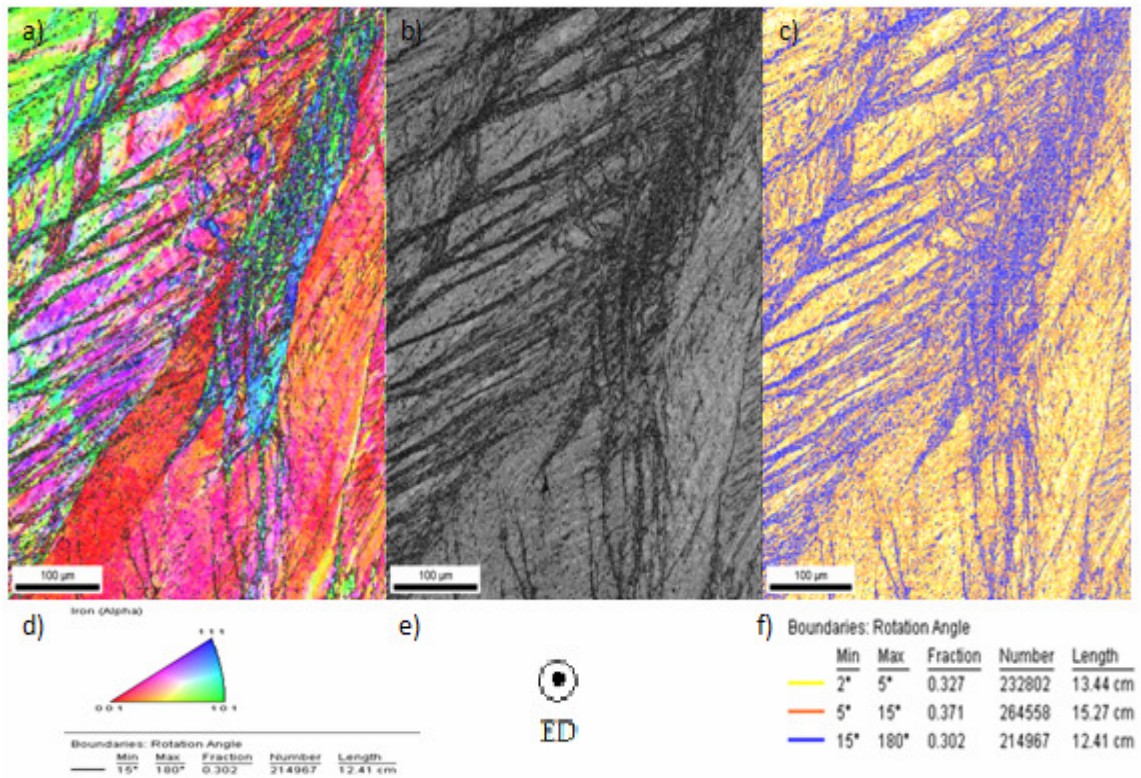 a) b) c)
100 µm 100 µm 100 µm
d) e) f)
Iron (Alpha)
111
001 101
Boundaries: Rotation Angle
Min Max Fraction Number Length
15° 180° 0.302 214967 12.41 cm
ED
Boundaries: Rotation Angle
Min Max Fraction Number Length
2° 5° 0.327 232802 13.44 cm
5° 15° 0.371 264558 15.27 cm
15° 180° 0.302 214967 12.41 cm